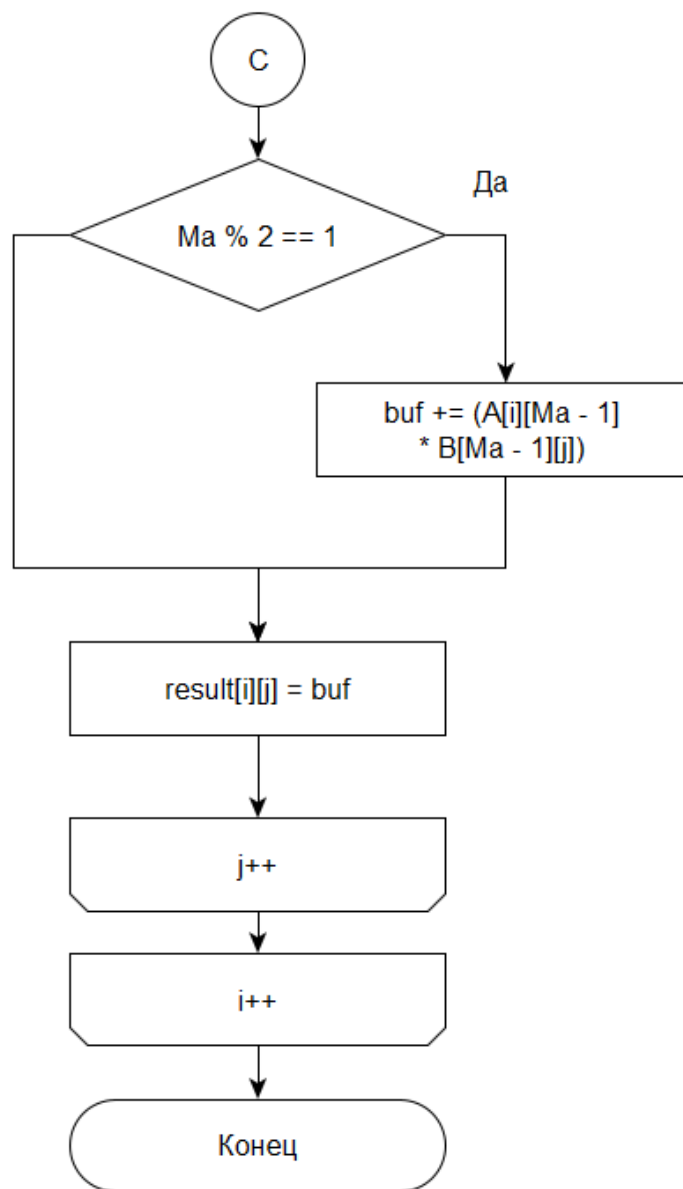 C
Да
Ma % 2 == 1
buf += (A[i][Ma - 1]
* B[Ma - 1][j])
result[i][j] = buf
j++
i++
Конец